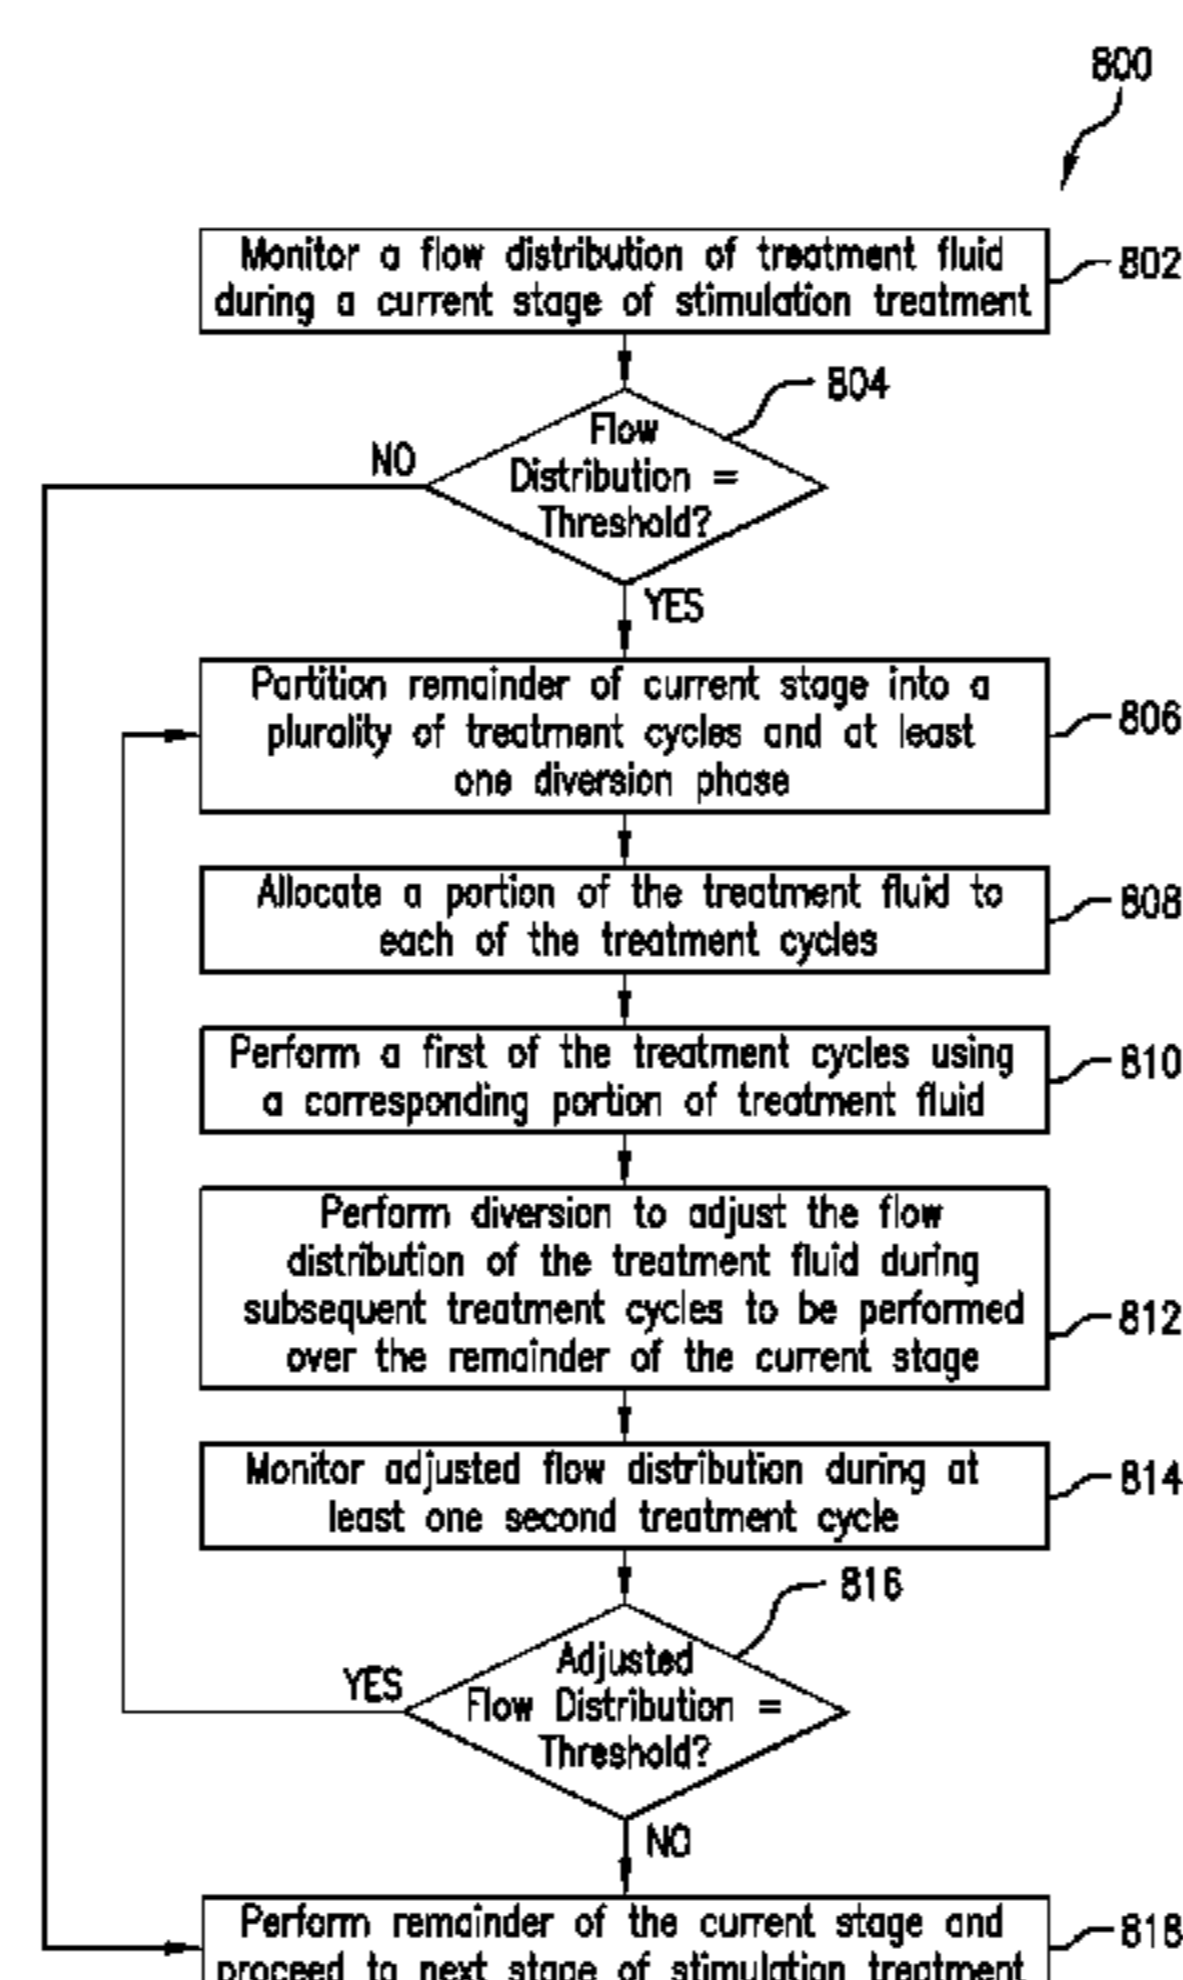 800
Monitor a flow distribution of treatment fluid
during a current stage of stimulation treatment
802
804
Flow
Distribution =
Threshold?
NO
YES
Partition remainder of current stage into a
plurality of treatment cycles and at least
one diversion phase
806
Allocate a portion of the treatment fluid to
each of the treatment cycles
808
Perform a first of the treatment cycles using
a corresponding portion of treatment fluid
810
Perform diversion to adjust the flow
distribution of the treatment fluid during
subsequent treatment cycles to be performed
over the remainder of the current stage
812
Monitor adjusted flow distribution during at
least one second treatment cycle
814
816
Adjusted
Flow Distribution =
Threshold?
YES
NO
Perform remainder of the current stage and
proceed to next stage of stimulation treatment
818